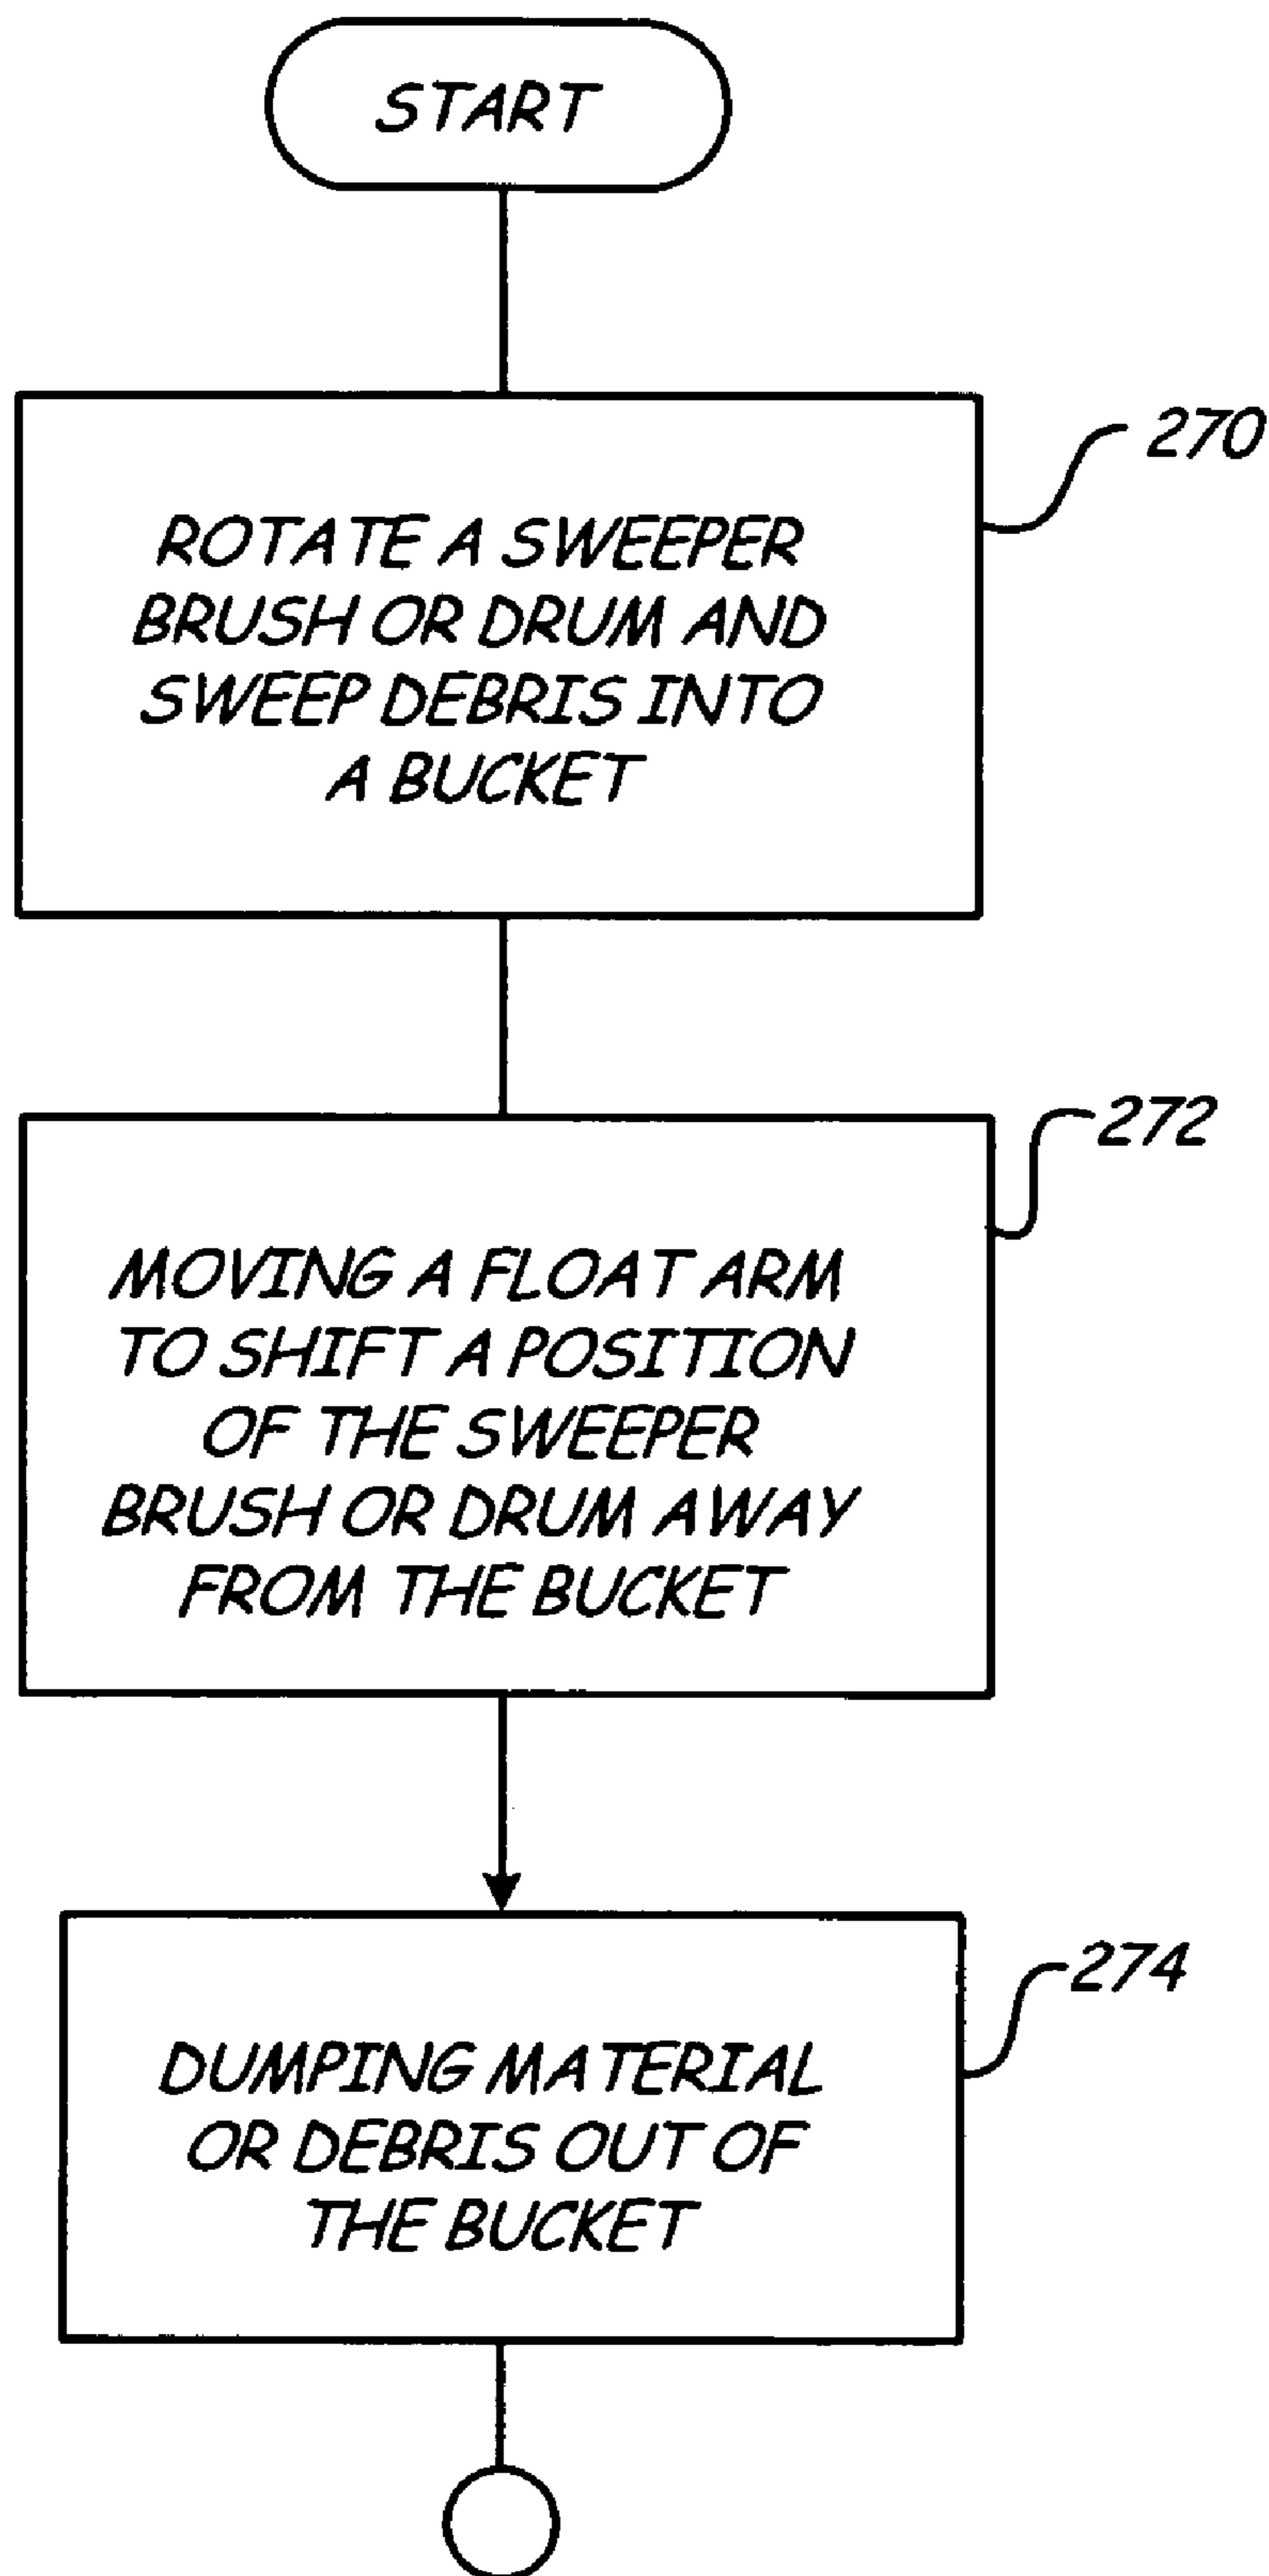 START
270
ROTATE A SWEEPER
BRUSH OR DRUM AND
SWEEP DEBRIS INTO
A BUCKET
272
MOVING A FLOAT ARM
TO SHIFT A POSITION
OF THE SWEEPER
BRUSH OR DRUM AWAY
FROM THE BUCKET
274
DUMPING MATERIAL
OR DEBRIS OUT OF
THE BUCKET